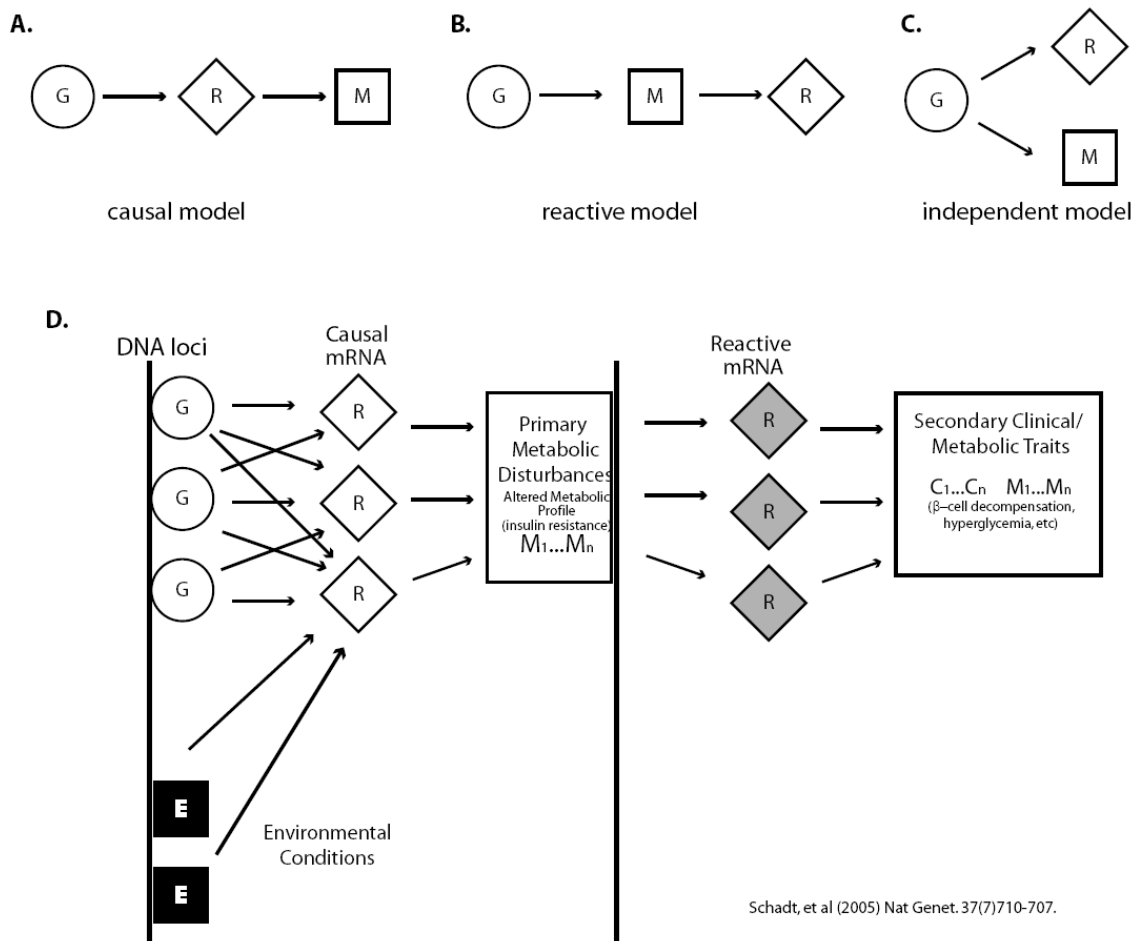 A.
G
R
M
causal model
B.
G
M
R
reactive model
C.
G
R
M
independent model
D.
DNA loci
Causal
mRNA
Reactive
mRNA
G
G
G
R
R
R
Primary
Metabolic
Disturbances
Altered Metabolic
Profile
(insulin resistance)
M1...Mn
R
R
R
Secondary Clinical/
Metabolic Traits
C1...Cn M1...Mn
(β–cell decompensation,
hyperglycemia, etc)
E
E
Environmental
Conditions
Schadt, et al (2005) Nat Genet. 37(7)710-707.